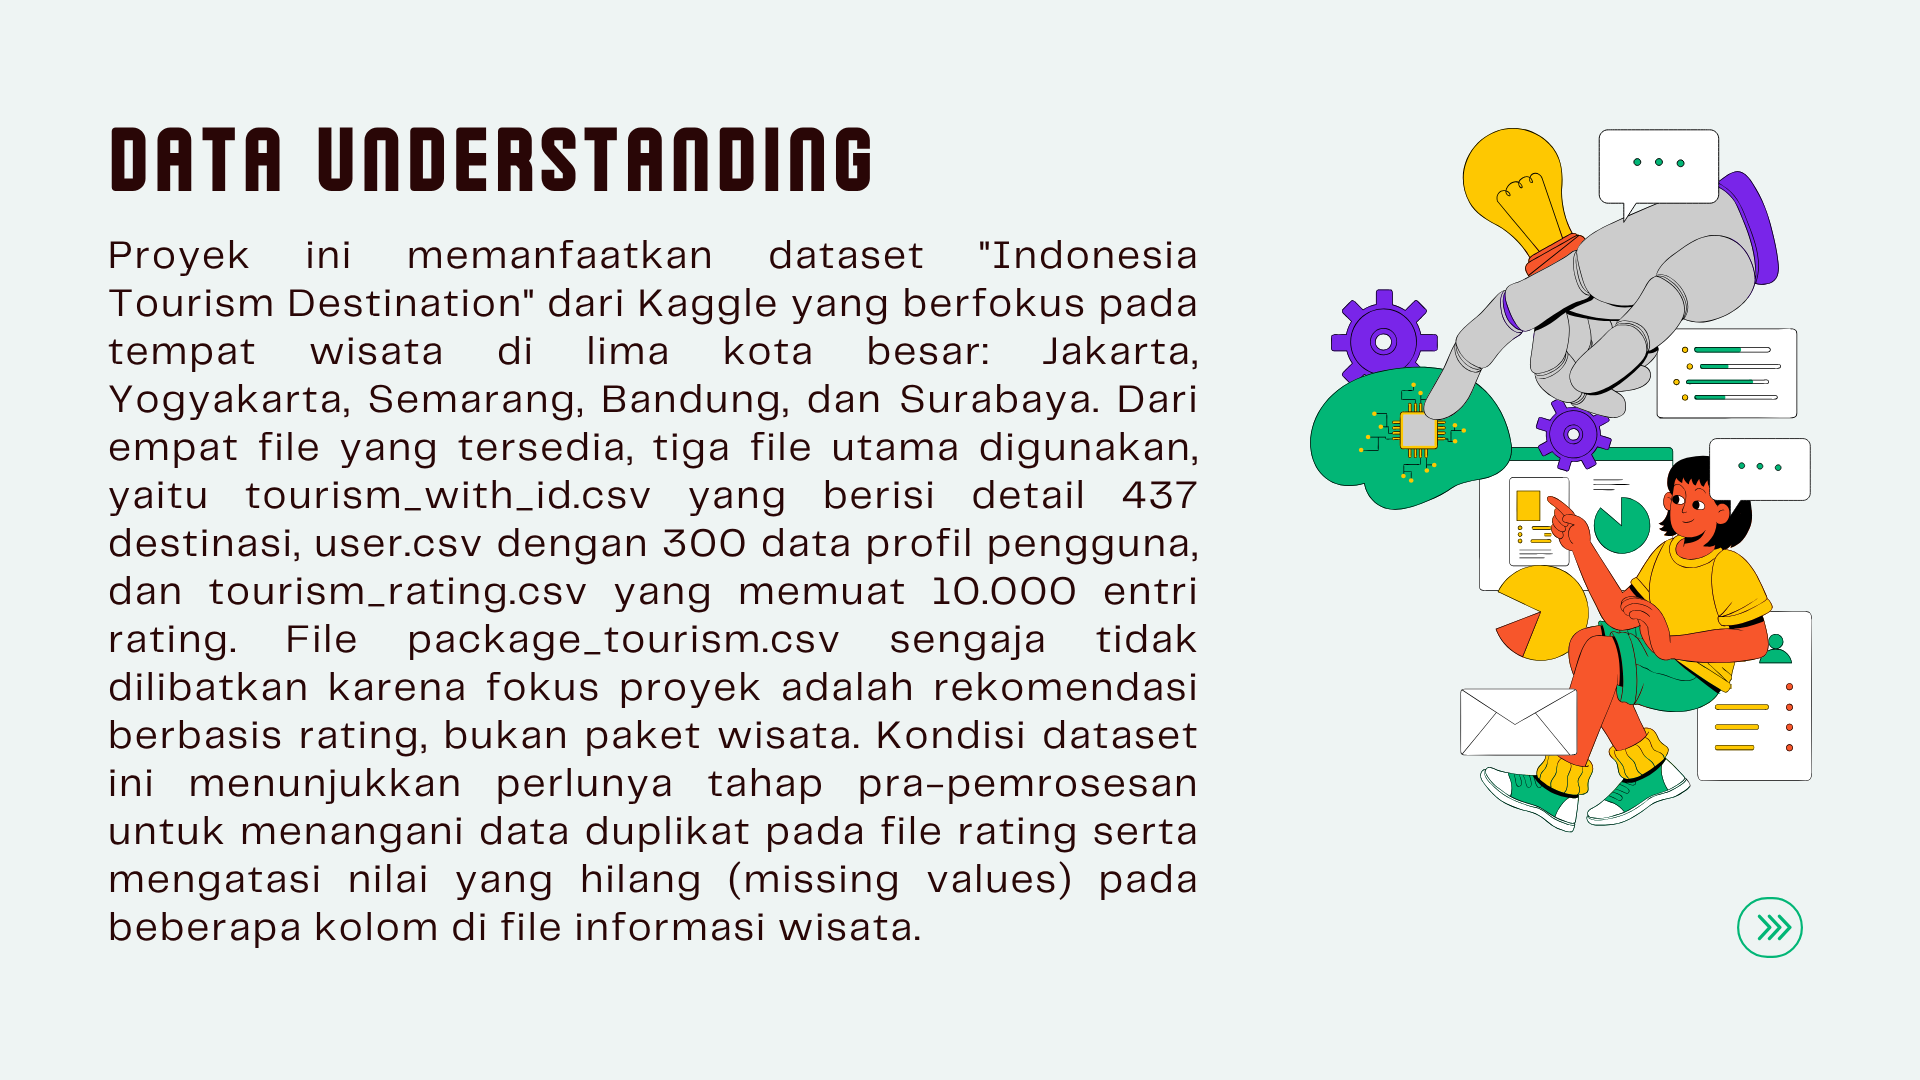 DATA UNDERSTANDING
Proyek ini memanfaatkan dataset "Indonesia
Tourism Destination" dari Kaggle yang berfokus pada
tempat wisata di lima kota besar: Jakarta,
Yogyakarta, Semarang, Bandung, dan Surabaya. Dari
empat file yang tersedia, tiga file utama digunakan,
yaitu tourism_with_id.csv yang berisi detail 437
destinasi, user.csv dengan 300 data profil pengguna,
dan tourism_rating.csv yang memuat 10.000 entri
rating. File package_tourism.csv sengaja tidak
dilibatkan karena fokus proyek adalah rekomendasi
berbasis rating, bukan paket wisata. Kondisi dataset
ini menunjukkan perlunya tahap pra-pemrosesan
untuk menangani data duplikat pada file rating serta
mengatasi nilai yang hilang (missing values) pada
beberapa kolom di file informasi wisata.